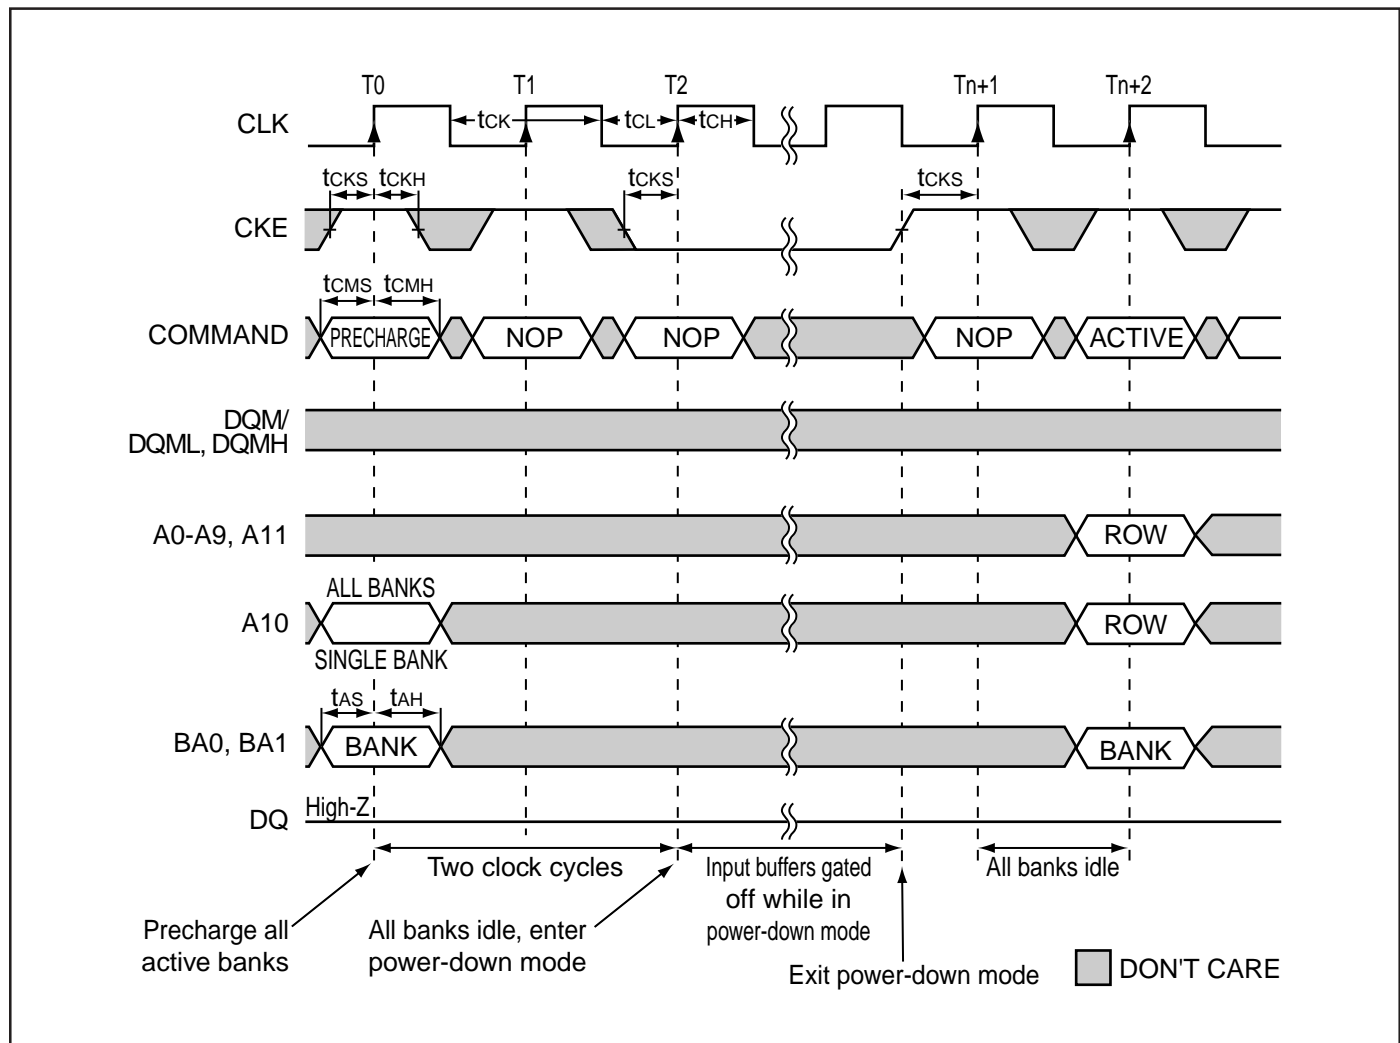 T0 T1 T2 Tn+1 Tn+2
CLK tCK tCL tCH
tCKS tCKH tCKS tCKS
CKE
tCMS tCMH
COMMAND PRECHARGE NOP NOP NOP ACTIVE
DQM/
DQML, DQMH
A0-A9, A11 ROW
ALL BANKS
A10 ROW
SINGLE BANK
tAS tAH
BA0, BA1 BANK BANK
High-Z
DQ
Two clock cycles
Input buffers gated
off while in
power-down mode
All banks idle
Precharge all
active banks
All banks idle, enter
power-down mode
Exit power-down mode
DON'T CARE